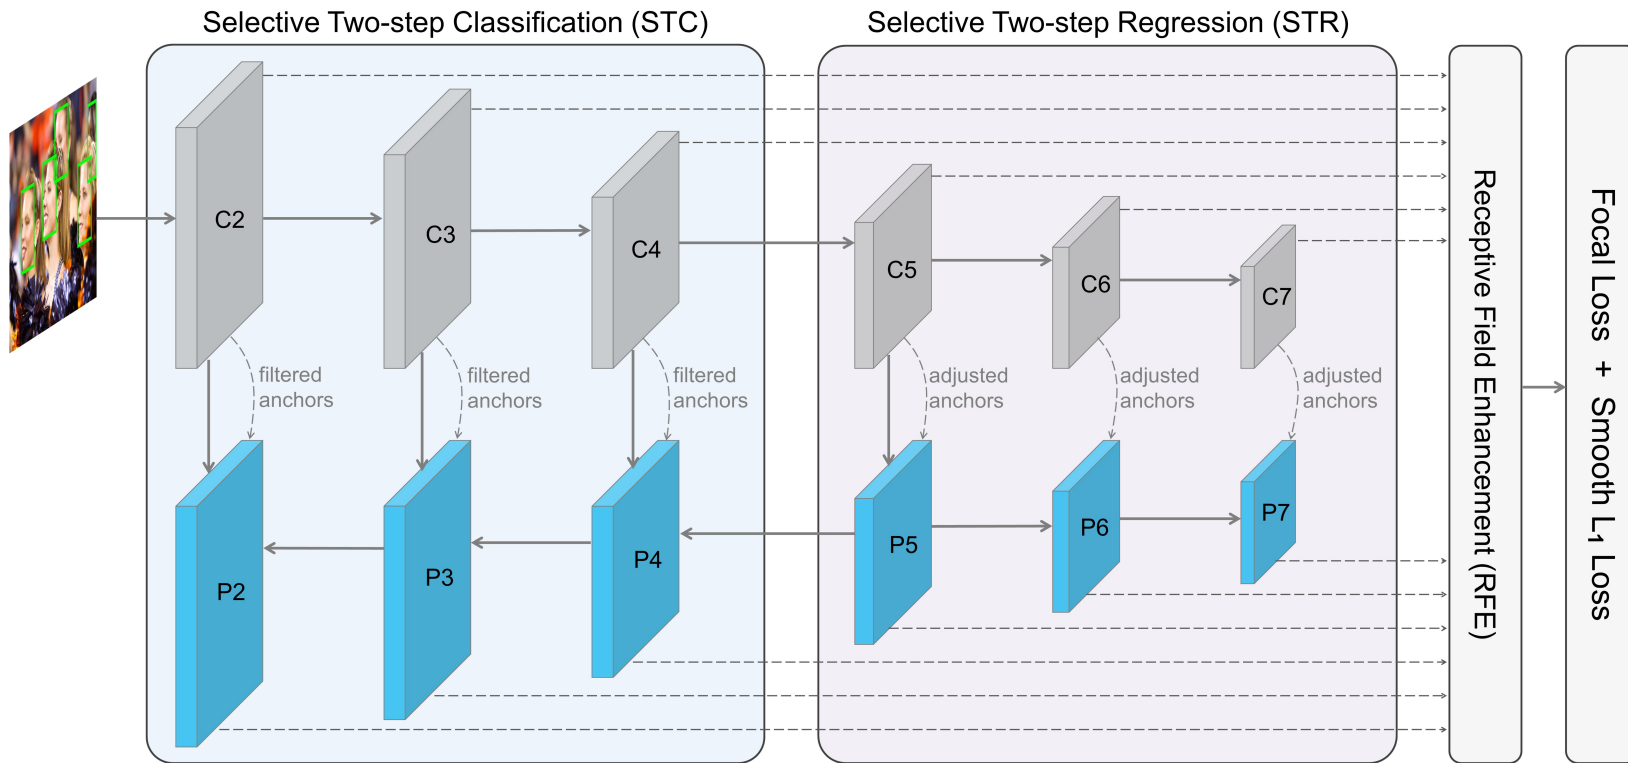 Selective Two-step Classification (STC)
Selective Two-step Regression (STR)
C2
C3
C4
C5
C6
C7
filtered
anchors
filtered
anchors
filtered
anchors
adjusted
anchors
adjusted
anchors
adjusted
anchors
P2
P3
P4
P5
P6
P7
Receptive Field Enhancement (RFE)
Focal Loss + Smooth L₁ Loss